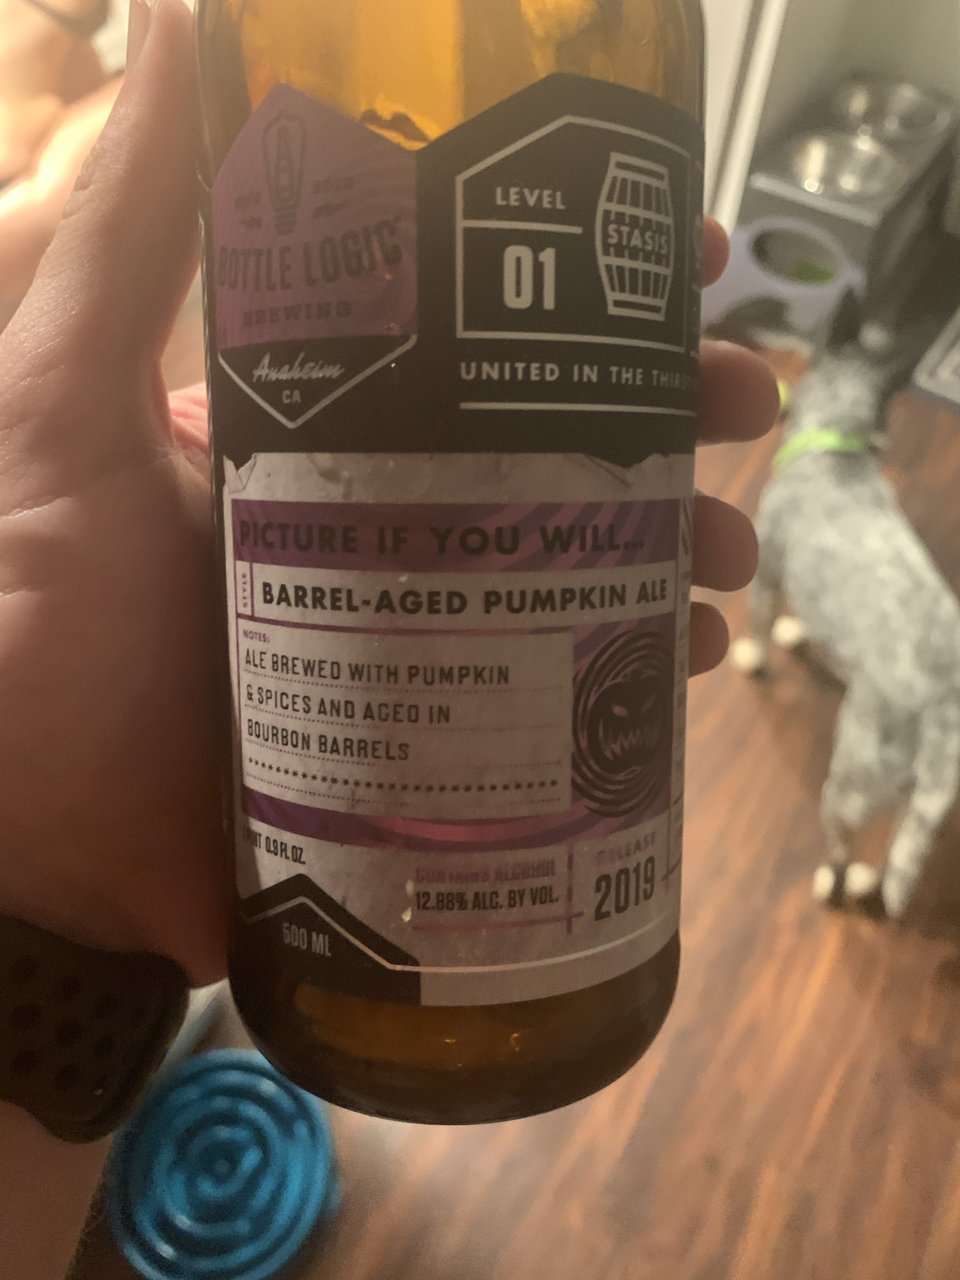 BOTTLE LOGIC
BREWING
Anaheim
CA
LEVEL
01
STASIS
UNITED IN THE
PICTURE IF YOU WILL...
STYLE
BARREL-AGED PUMPKIN ALE
NOTES:
ALE BREWED WITH PUMPKIN
& SPICES AND AGED IN
BOURBON BARRELS
0.9 FL OZ.
CONTAINS ALCOHOL
12.88% ALC. BY VOL.
RELEASE
2019
500 ML